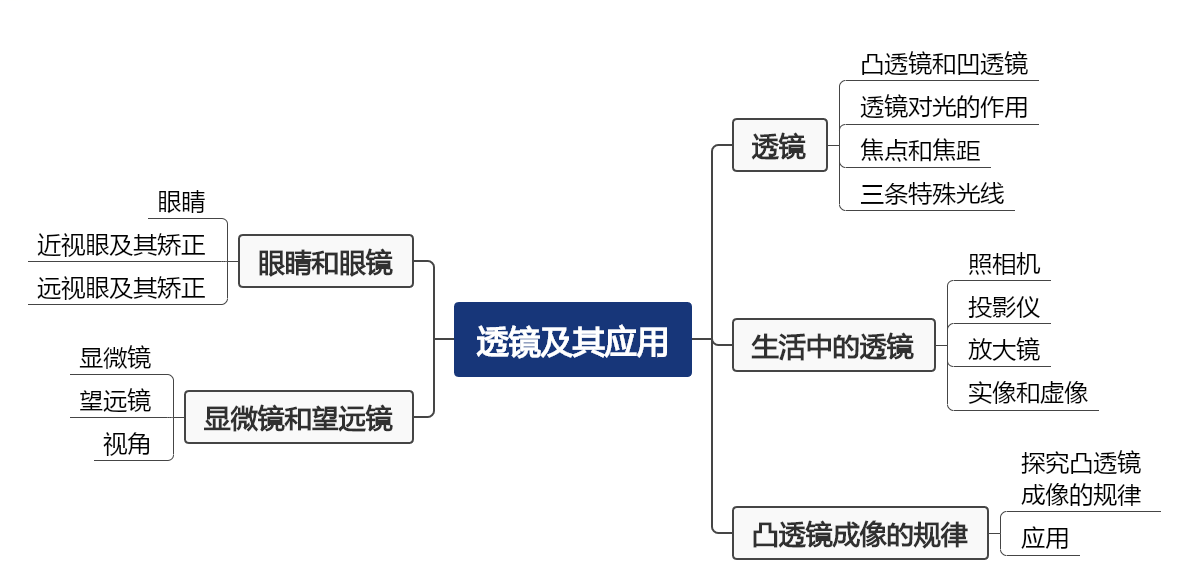 透镜及其应用
透镜
凸透镜和凹透镜
透镜对光的作用
焦点和焦距
三条特殊光线
生活中的透镜
照相机
投影仪
放大镜
实像和虚像
凸透镜成像的规律
探究凸透镜
成像的规律
应用
眼睛和眼镜
眼睛
近视眼及其矫正
远视眼及其矫正
显微镜和望远镜
显微镜
望远镜
视角